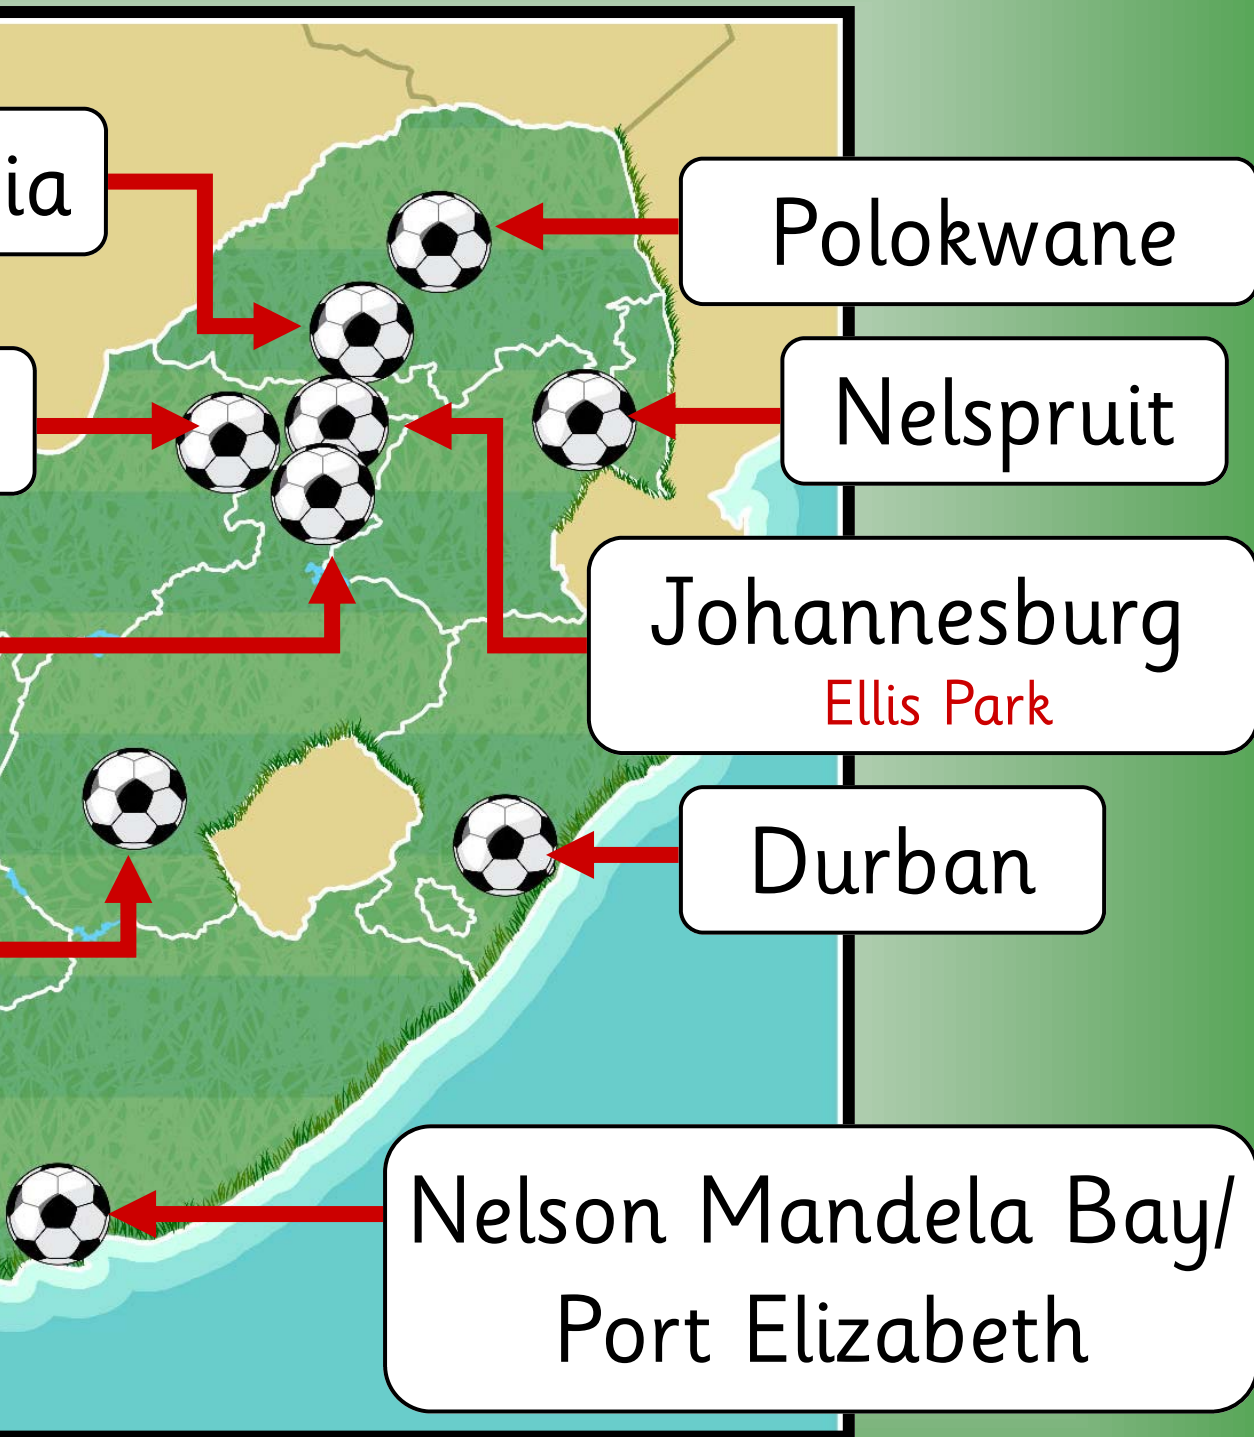 ia
Polokwane
Nelspruit
Johannesburg
Ellis Park
Durban
Nelson Mandela Bay/
Port Elizabeth